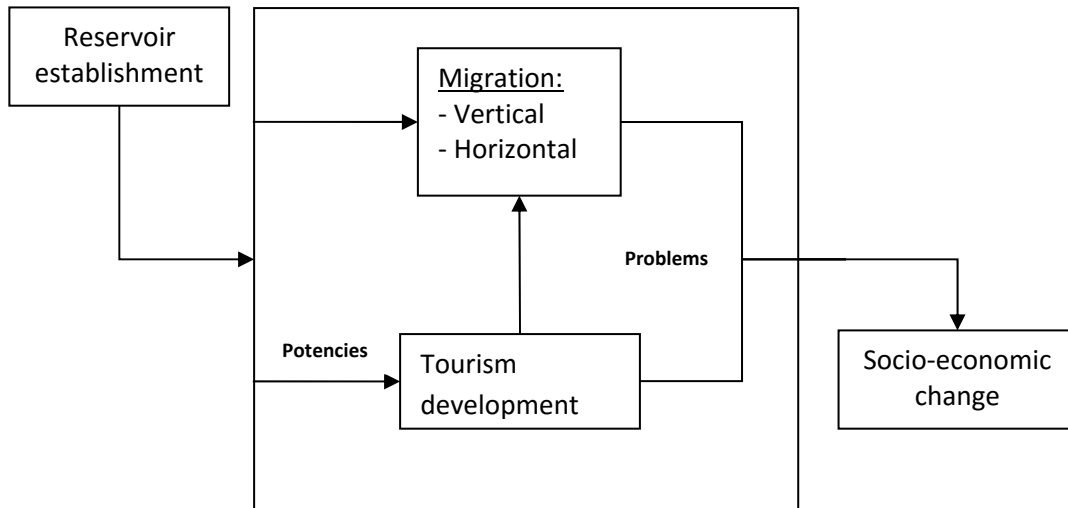 Reservoir
establishment
Migration:
- Vertical
- Horizontal
Problems
Potencies
Tourism
development
Socio-economic
change